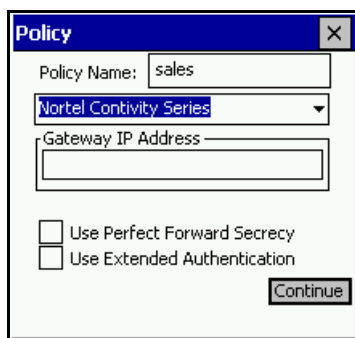 Policy
Policy Name: sales
Nortel Contivity Series
Gateway IP Address
Use Perfect Forward Secrecy
Use Extended Authentication
Continue